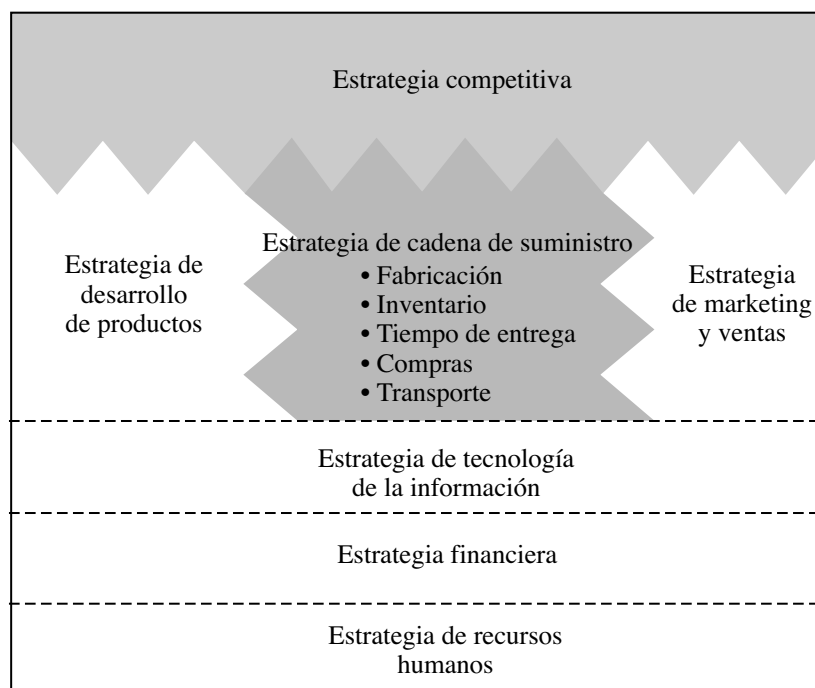 Estrategia competitiva
Estrategia de
desarrollo
de productos
Estrategia de cadena de suministro
• Fabricación
• Inventario
• Tiempo de entrega
• Compras
• Transporte
Estrategia
de marketing
y ventas
Estrategia de tecnología
de la información
Estrategia financiera
Estrategia de recursos
humanos